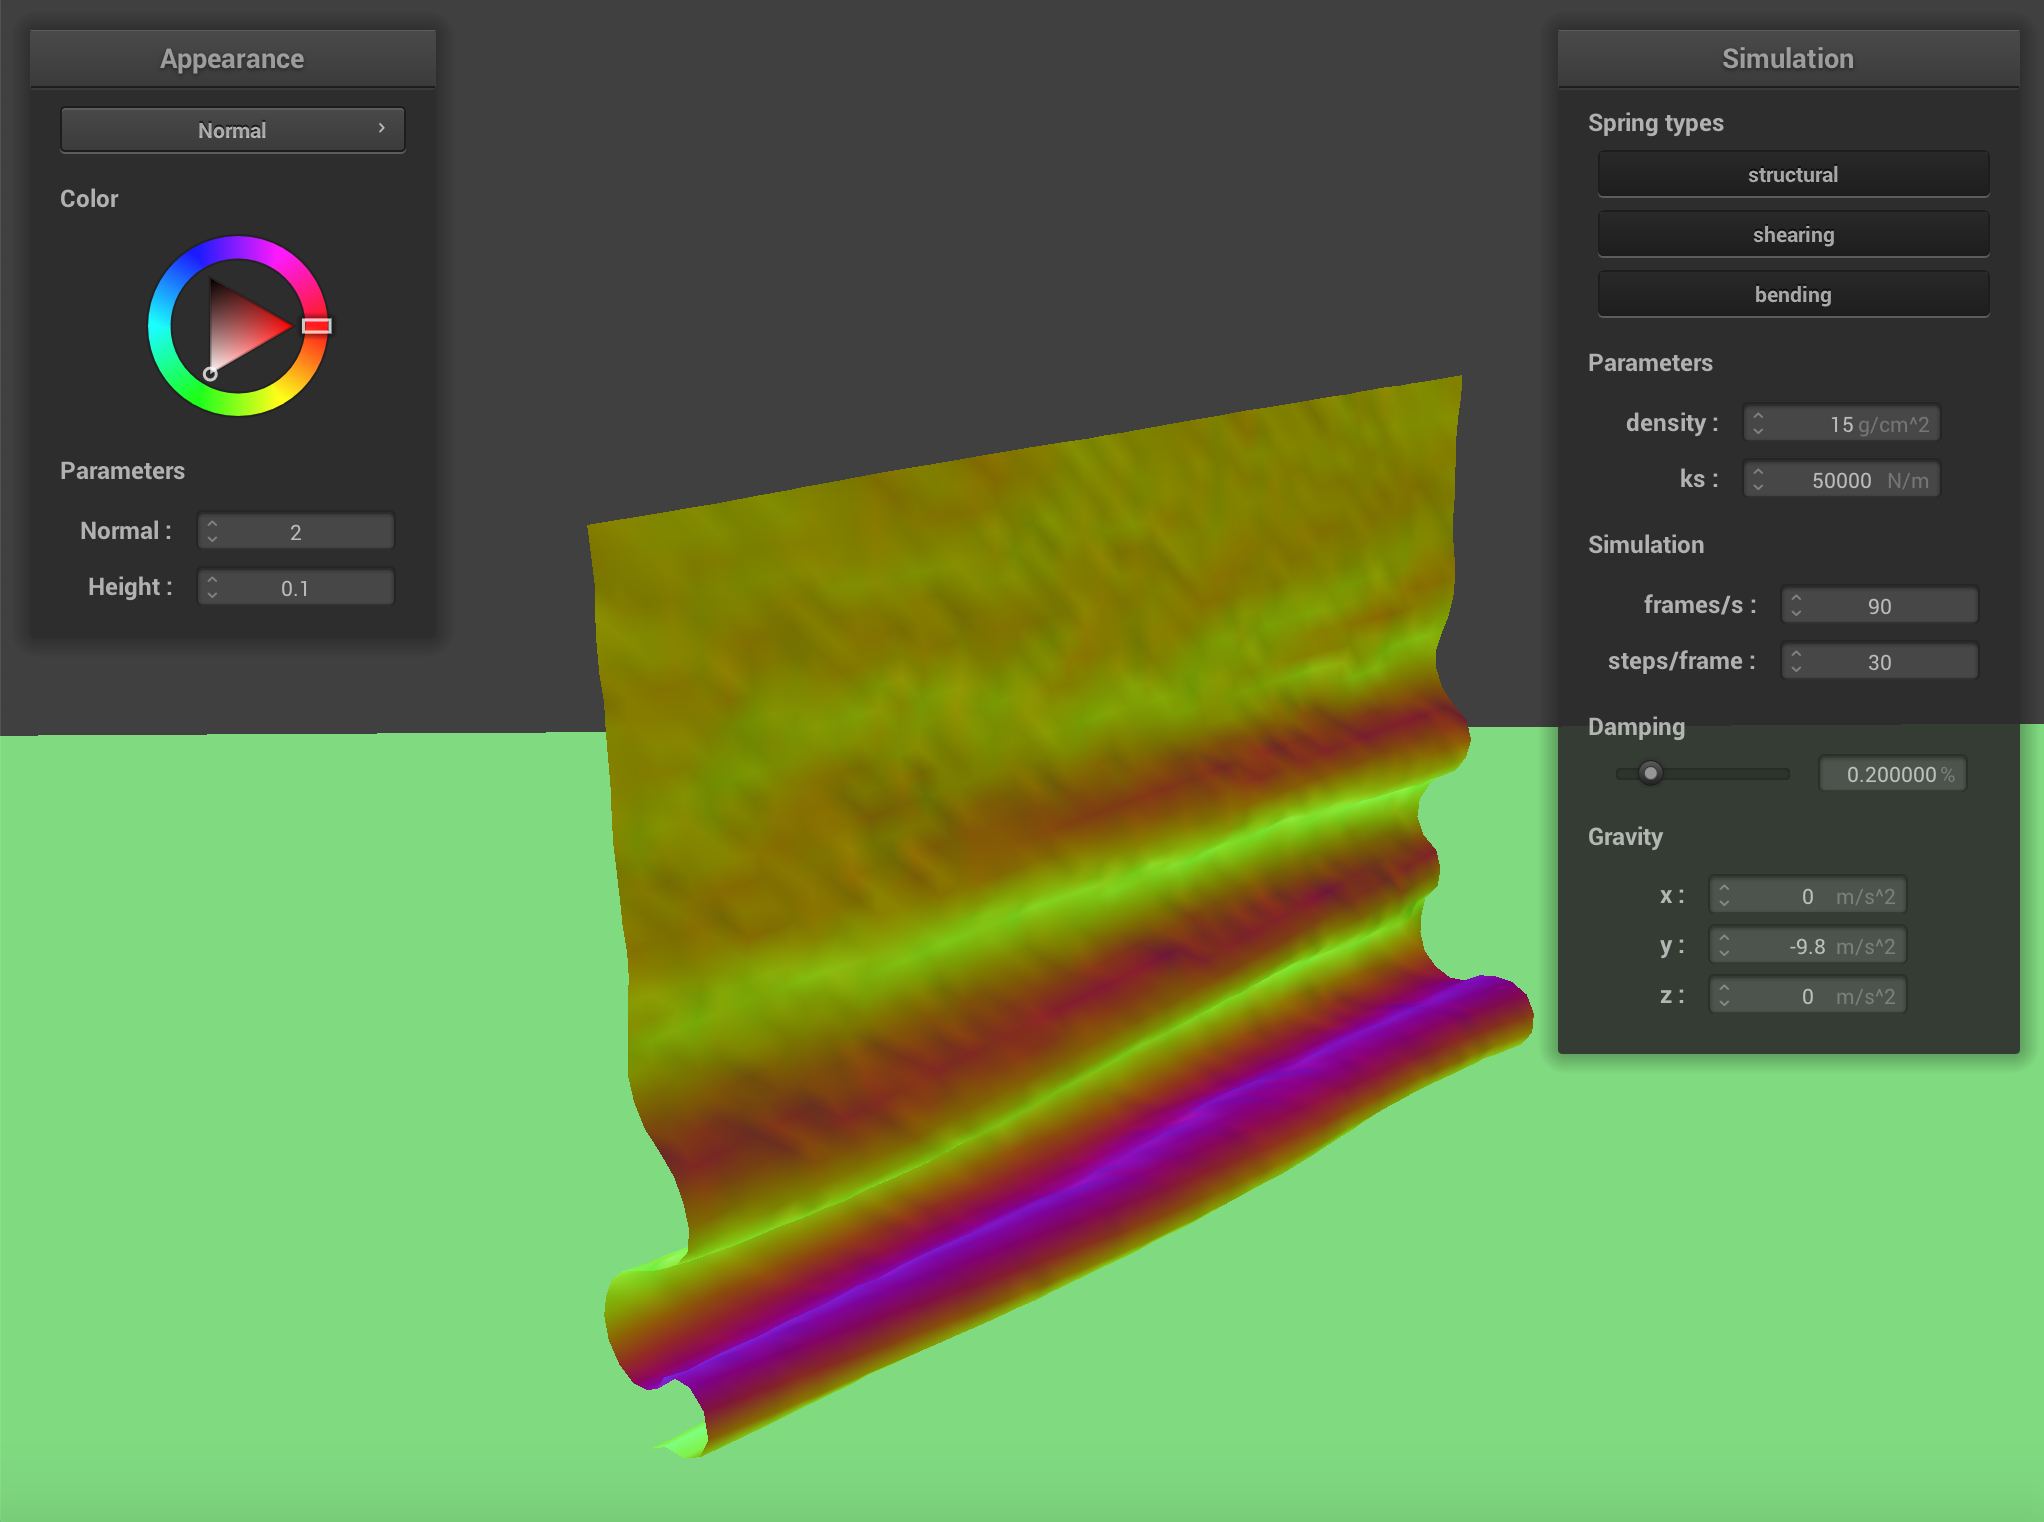 Appearance
Normal
Color
Parameters
Normal : 2
Height : 0.1
Simulation
Spring types
structural
shearing
bending
Parameters
density : 15 g/cm^2
ks : 50000 N/m
Simulation
frames/s : 90
steps/frame : 30
Damping
0.200000 %
Gravity
x : 0 m/s^2
y : -9.8 m/s^2
z : 0 m/s^2